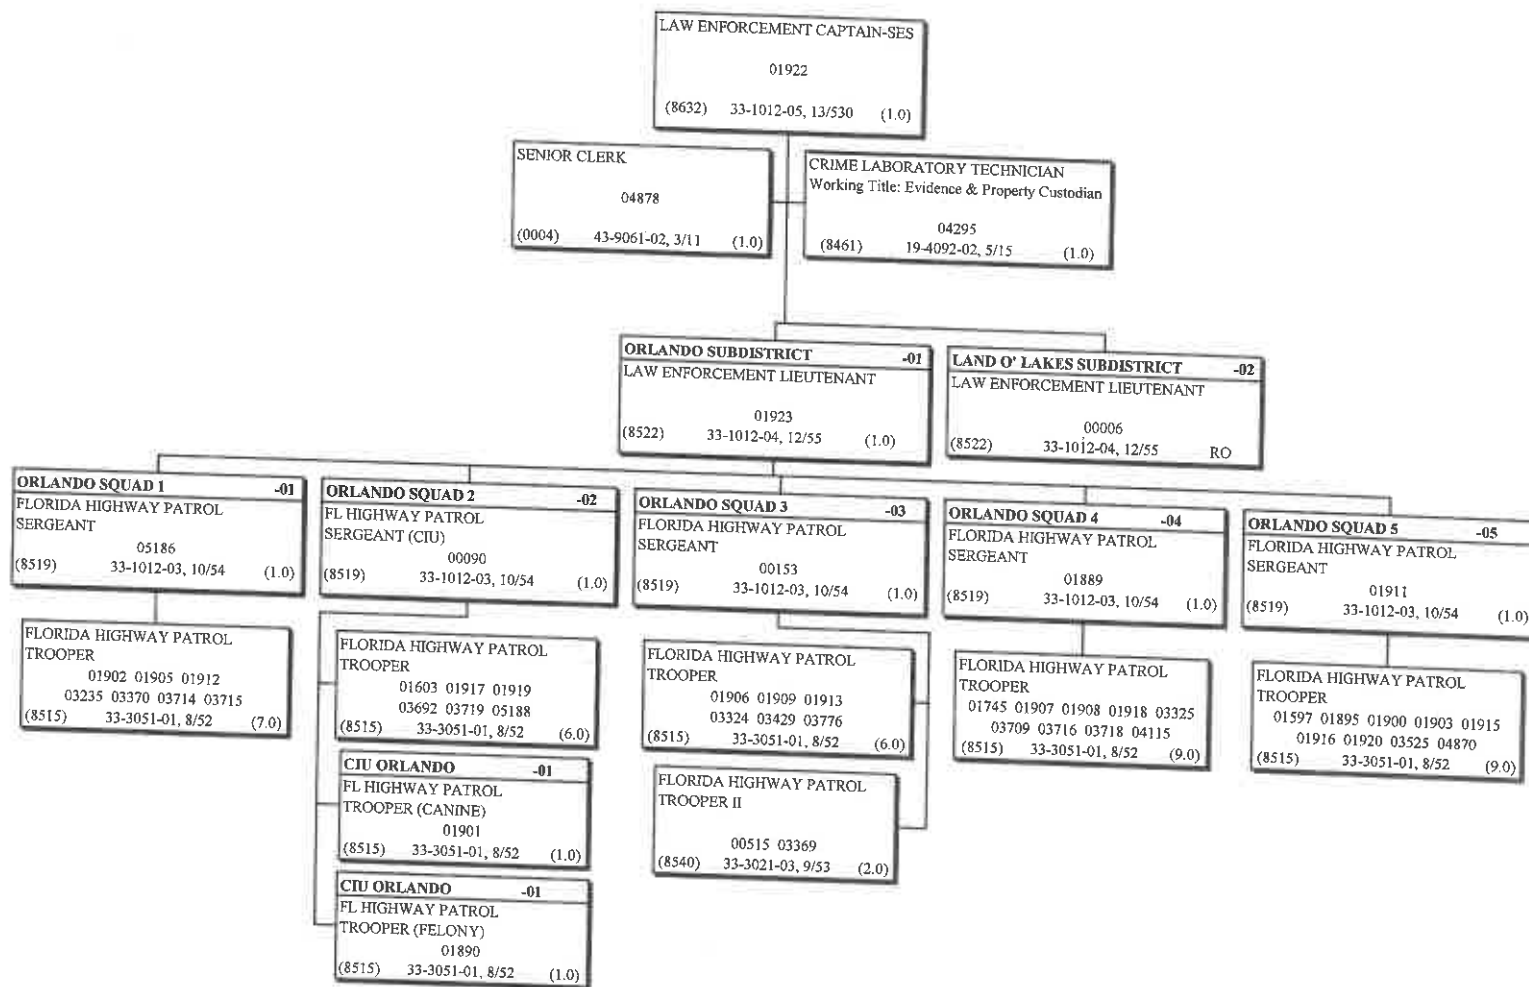 LAW ENFORCEMENT CAPTAIN-SES
01922
(8632) 33-1012-05, 13/530 (1.0)
SENIOR CLERK
04878
(0004) 43-9061-02, 3/11 (1.0)
CRIME LABORATORY TECHNICIAN
Working Title: Evidence & Property Custodian
04295
(8461) 19-4092-02, 5/15 (1.0)
ORLANDO SUBDISTRICT -01
LAW ENFORCEMENT LIEUTENANT
01923
(8522) 33-1012-04, 12/55 (1.0)
LAND O' LAKES SUBDISTRICT -02
LAW ENFORCEMENT LIEUTENANT
00006
(8522) 33-1012-04, 12/55 RO
ORLANDO SQUAD 1 -01
FLORIDA HIGHWAY PATROL
SERGEANT
05186
(8519) 33-1012-03, 10/54 (1.0)
ORLANDO SQUAD 2 -02
FL HIGHWAY PATROL
SERGEANT (CIU)
00090
(8519) 33-1012-03, 10/54 (1.0)
ORLANDO SQUAD 3 -03
FLORIDA HIGHWAY PATROL
SERGEANT
00153
(8519) 33-1012-03, 10/54 (1.0)
ORLANDO SQUAD 4 -04
FLORIDA HIGHWAY PATROL
SERGEANT
01889
(8519) 33-1012-03, 10/54 (1.0)
ORLANDO SQUAD 5 -05
FLORIDA HIGHWAY PATROL
SERGEANT
01911
(8519) 33-1012-03, 10/54 (1.0)
FLORIDA HIGHWAY PATROL
TROOPER
01902 01905 01912
03235 03370 03714 03715
(8515) 33-3051-01, 8/52 (7.0)
FLORIDA HIGHWAY PATROL
TROOPER
01603 01917 01919
03692 03719 05188
(8515) 33-3051-01, 8/52 (6.0)
CIU ORLANDO -01
FL HIGHWAY PATROL
TROOPER (CANINE)
01901
(8515) 33-3051-01, 8/52 (1.0)
CIU ORLANDO -01
FL HIGHWAY PATROL
TROOPER (FELONY)
01890
(8515) 33-3051-01, 8/52 (1.0)
FLORIDA HIGHWAY PATROL
TROOPER
01906 01909 01913
03324 03429 03776
(8515) 33-3051-01, 8/52 (6.0)
FLORIDA HIGHWAY PATROL
TROOPER II
00515 03369
(8540) 33-3021-03, 9/53 (2.0)
FLORIDA HIGHWAY PATROL
TROOPER
01745 01907 01908 01918 03325
03709 03716 03718 04115
(8515) 33-3051-01, 8/52 (9.0)
FLORIDA HIGHWAY PATROL
TROOPER
01597 01895 01900 01903 01915
01916 01920 03525 04870
(8515) 33-3051-01, 8/52 (9.0)